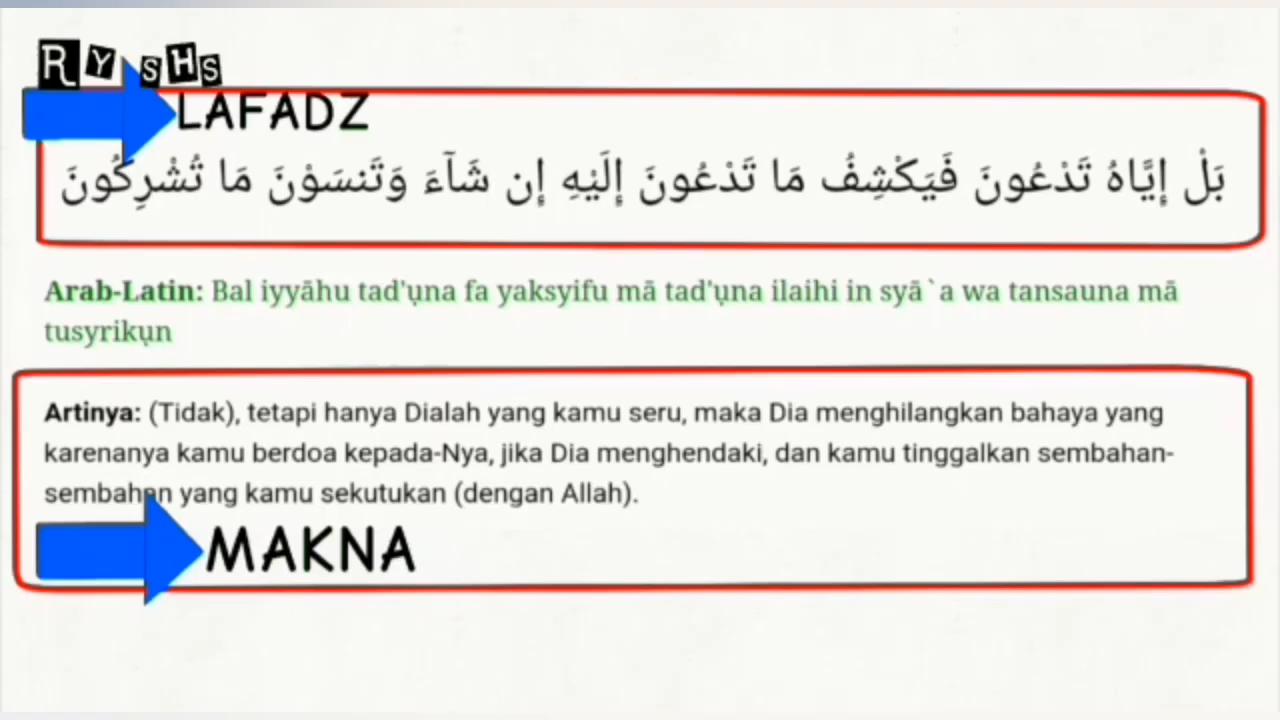 RYSHS
LAFADZ
بَلْ إِيَّاهُ تَدْعُونَ فَيَكْشِفُ مَا تَدْعُونَ إِلَيْهِ إِن شَآءَ وَتَنسَوْنَ مَا تُشْرِكُونَ
Arab-Latin: Bal iyyāhu tad'ụna fa yaksyifu mā tad'ụna ilaihi in syā`a wa tansauna mā
tusyrikụn
Artinya: (Tidak), tetapi hanya Dialah yang kamu seru, maka Dia menghilangkan bahaya yang
karenanya kamu berdoa kepada-Nya, jika Dia menghendaki, dan kamu tinggalkan sembahan-
sembahan yang kamu sekutukan (dengan Allah).
MAKNA